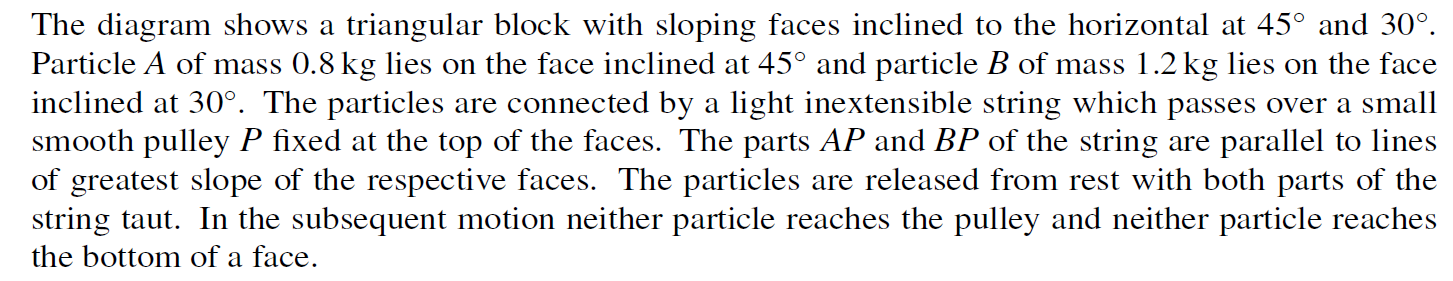 The diagram shows a triangular block with sloping faces inclined to the horizontal at 45° and 30°.
Particle A of mass 0.8 kg lies on the face inclined at 45° and particle B of mass 1.2 kg lies on the face
inclined at 30°. The particles are connected by a light inextensible string which passes over a small
smooth pulley P fixed at the top of the faces. The parts AP and BP of the string are parallel to lines
of greatest slope of the respective faces. The particles are released from rest with both parts of the
string taut. In the subsequent motion neither particle reaches the pulley and neither particle reaches
the bottom of a face.